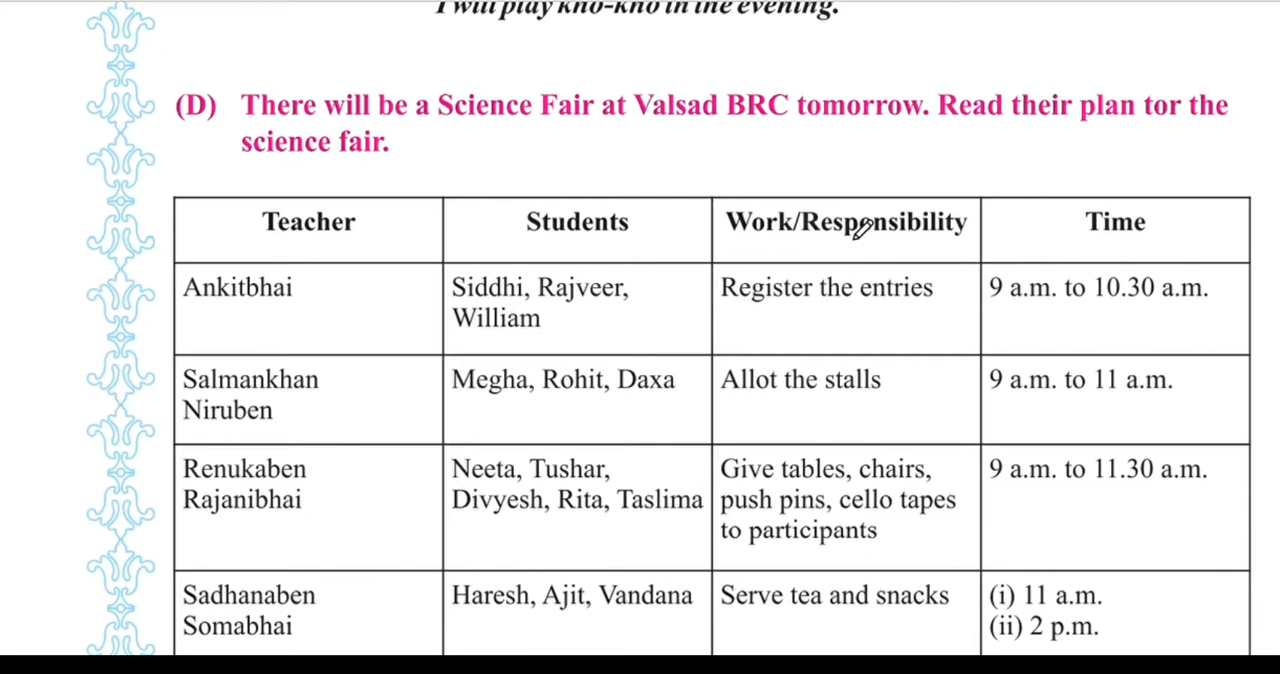 I will play kho-kho in the evening.
(D) There will be a Science Fair at Valsad BRC tomorrow. Read their plan tor the
science fair.
Teacher Students Work/Responsibility Time
Ankitbhai Siddhi, Rajveer, Register the entries 9 a.m. to 10.30 a.m.
William
Salmankhan Megha, Rohit, Daxa Allot the stalls 9 a.m. to 11 a.m.
Niruben
Renukaben Neeta, Tushar, Give tables, chairs, 9 a.m. to 11.30 a.m.
Rajanibhai Divyesh, Rita, Taslima push pins, cello tapes
to participants
Sadhanaben Haresh, Ajit, Vandana Serve tea and snacks (i) 11 a.m.
Somabhai (ii) 2 p.m.